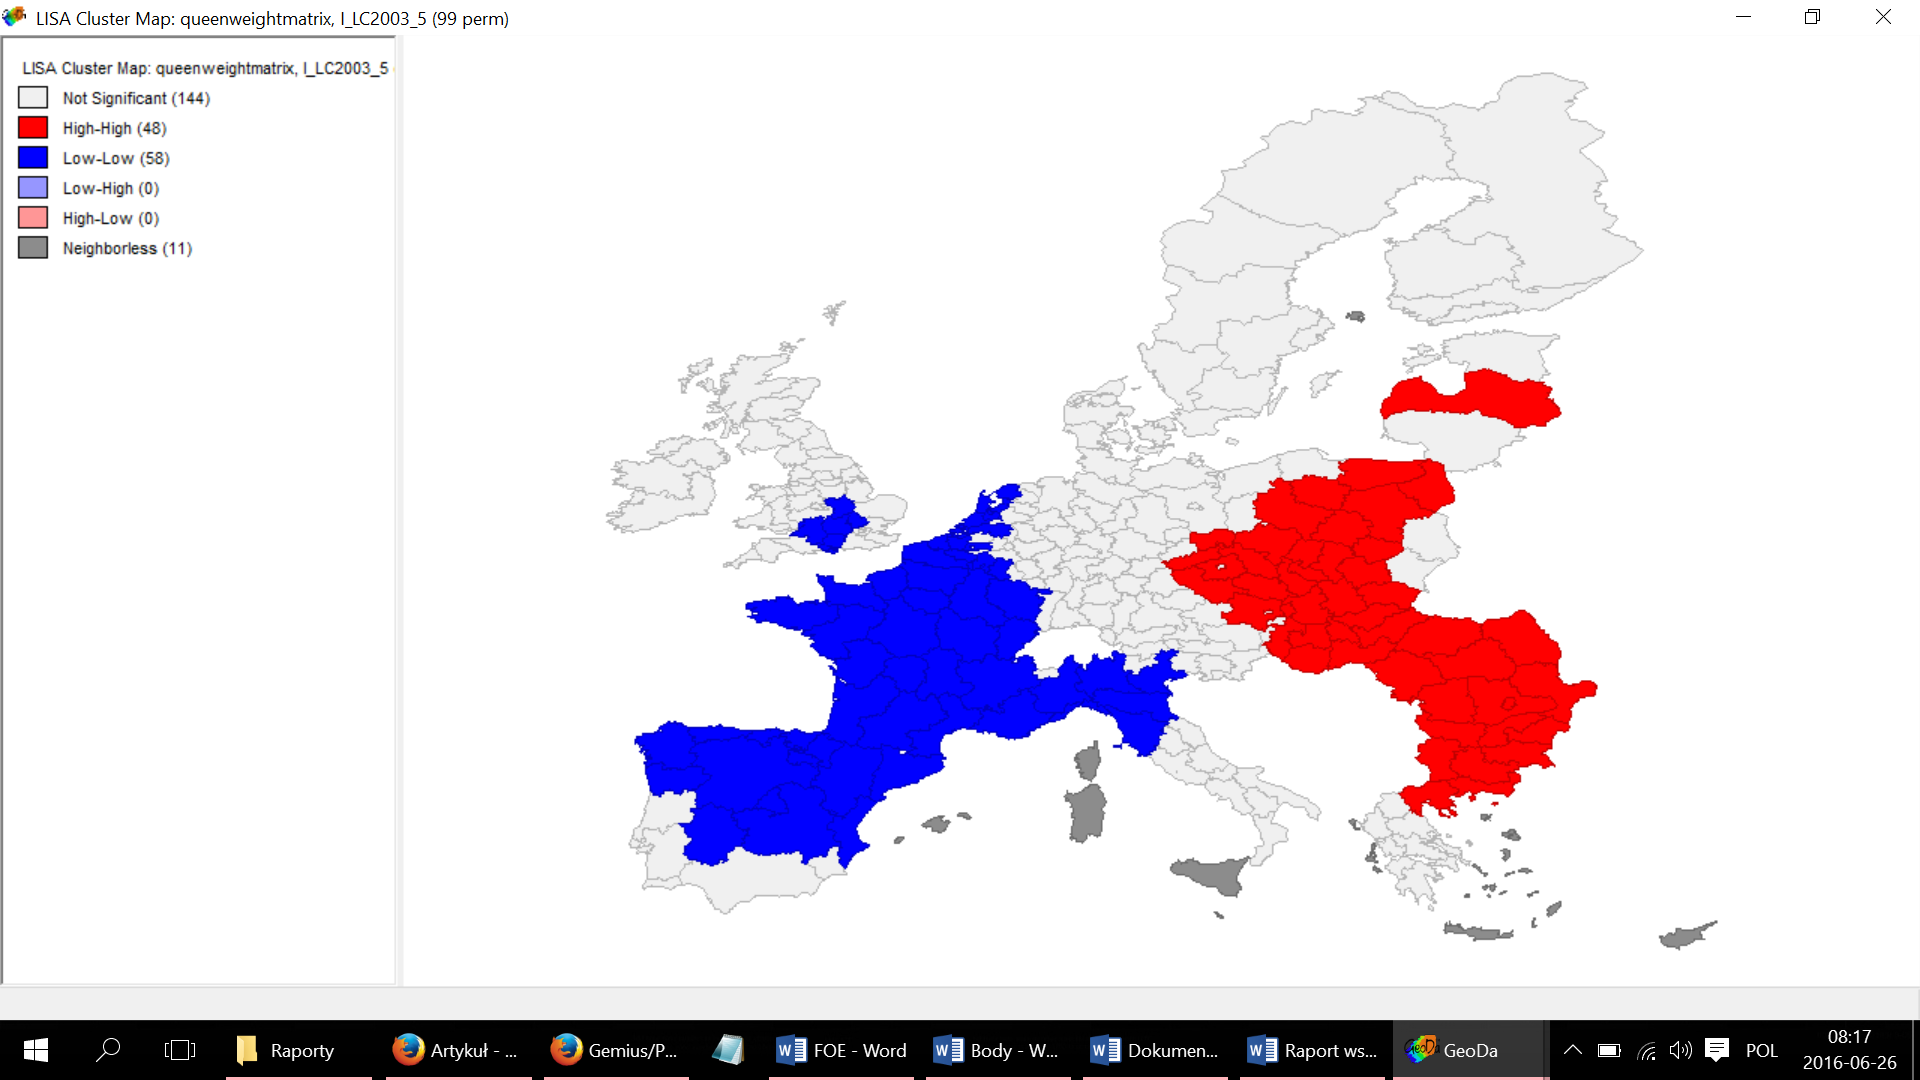 LISA Cluster Map: queenweightmatrix, I_LC2003_5 (99 perm)
LISA Cluster Map: queenweightmatrix, I_LC2003_5
Not Significant (144)
High-High (48)
Low-Low (58)
Low-High (0)
High-Low (0)
Neighborless (11)
Raporty
Artykuł - ...
Gemius/P...
FOE - Word
Body - W...
Dokumen...
Raport ws...
GeoDa
POL
08:17
2016-06-26